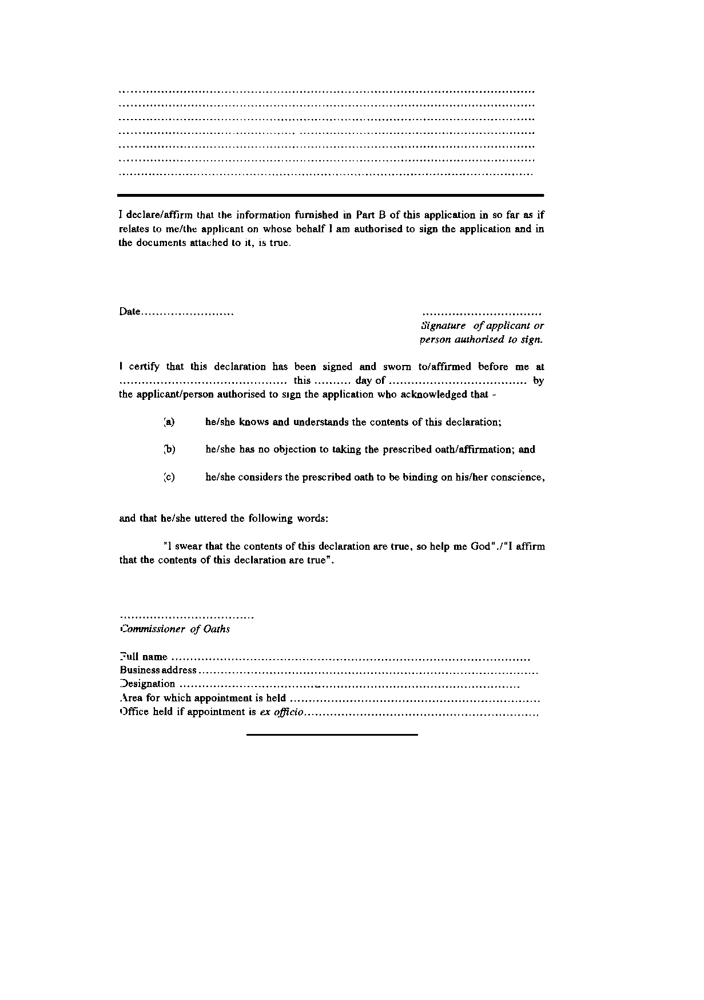 I declare/affirm that the information furnished in Part B of this application in so far as if
relates to me/the applicant on whose behalf I am authorised to sign the application and in
the documents attached to it, is true.
Date......................... ................................
Signature of applicant or
person authorised to sign.
I certify that this declaration has been signed and sworn to/affirmed before me at
............................................. this .......... day of ..................................... by
the applicant/person authorised to sign the application who acknowledged that -
(a) he/she knows and understands the contents of this declaration;
(b) he/she has no objection to taking the prescribed oath/affirmation; and
(c) he/she considers the prescribed oath to be binding on his/her conscience,
and that he/she uttered the following words:
"I swear that the contents of this declaration are true, so help me God"./"I affirm
that the contents of this declaration are true".
....................................
Commissioner of Oaths
Full name ................................................................................................
Business address...........................................................................................
Designation ...........................................................................................
Area for which appointment is held ...................................................................
Office held if appointment is ex officio...............................................................